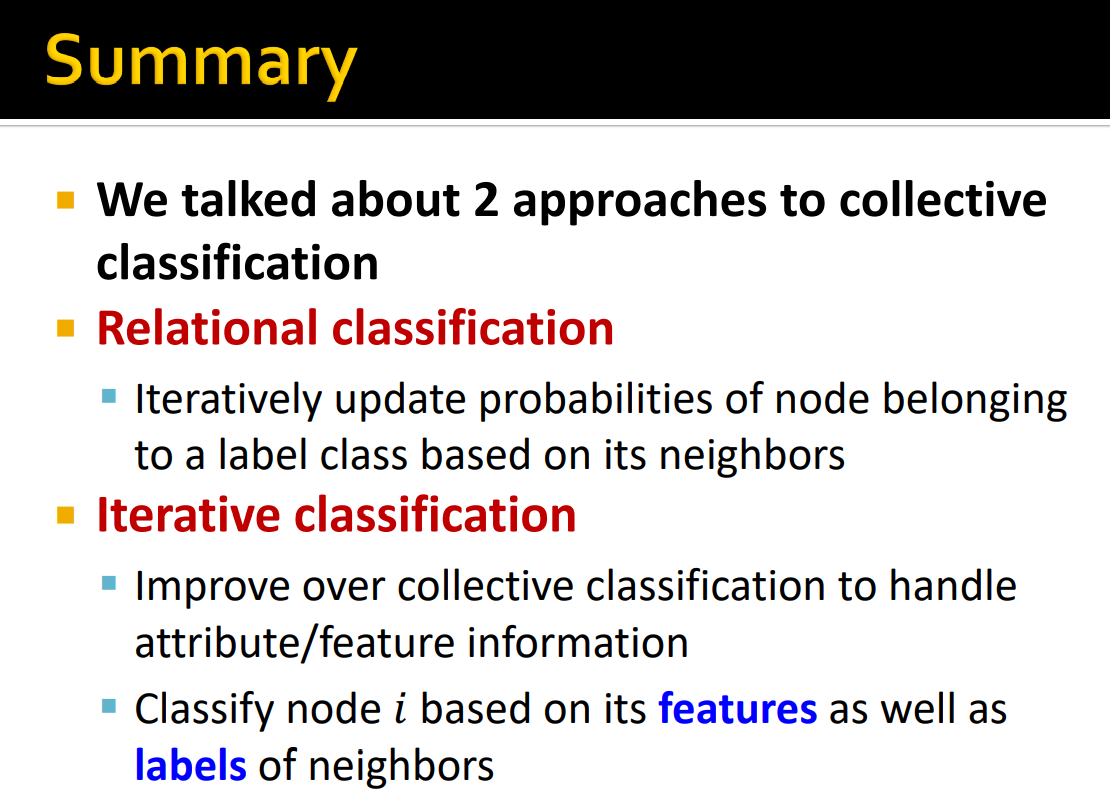 Summary
We talked about 2 approaches to collective
classification
Relational classification
Iteratively update probabilities of node belonging
to a label class based on its neighbors
Iterative classification
Improve over collective classification to handle
attribute/feature information
Classify node i based on its features as well as
labels of neighbors